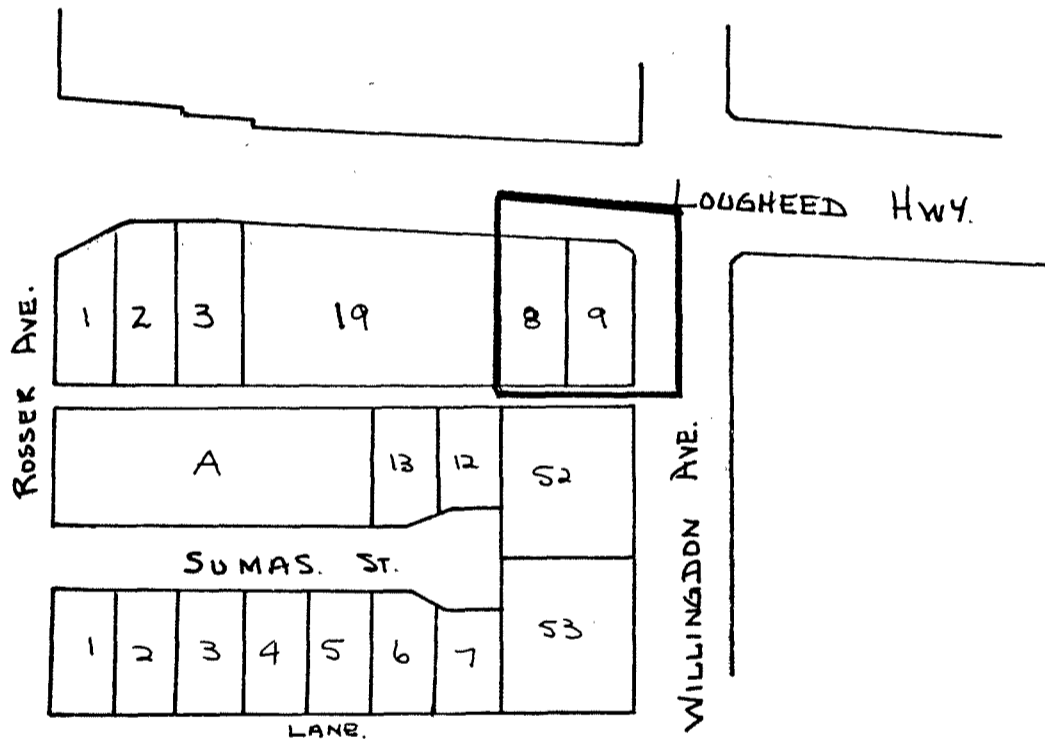 LOUGHEED HWY.
1 2 3 19 8 9
ROSSER AVE.
A 13 12 52
WILLINGDON AVE.
SUMAS. ST.
1 2 3 4 5 6 7 53
LANE.